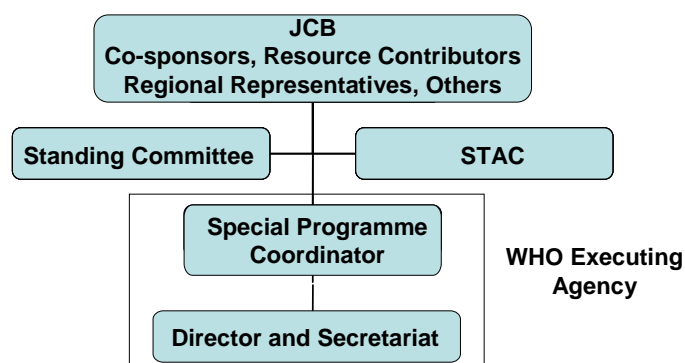 JCB
Co-sponsors, Resource Contributors
Regional Representatives, Others
Standing Committee
STAC
Special Programme
Coordinator
WHO Executing
Agency
Director and Secretariat